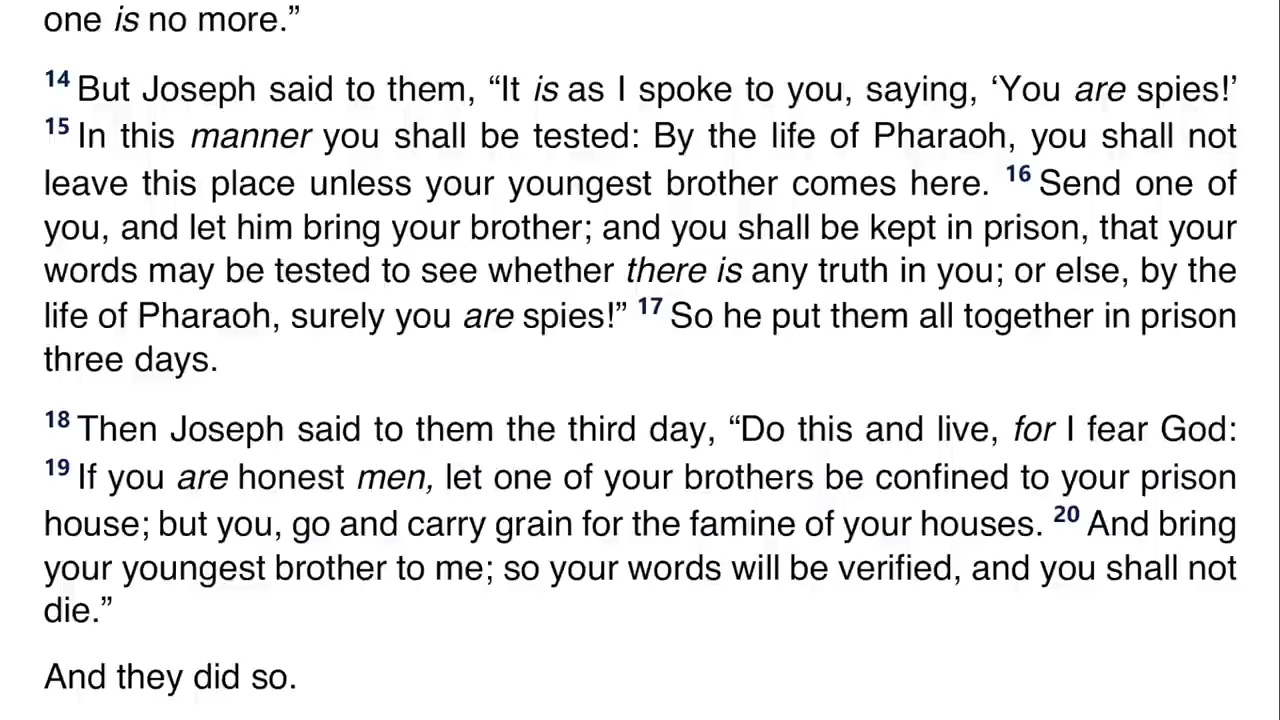 one is no more.”
14 But Joseph said to them, “It is as I spoke to you, saying, ‘You are spies!’
15 In this manner you shall be tested: By the life of Pharaoh, you shall not
leave this place unless your youngest brother comes here. 16 Send one of
you, and let him bring your brother; and you shall be kept in prison, that your
words may be tested to see whether there is any truth in you; or else, by the
life of Pharaoh, surely you are spies!” 17 So he put them all together in prison
three days.
18 Then Joseph said to them the third day, “Do this and live, for I fear God:
19 If you are honest men, let one of your brothers be confined to your prison
house; but you, go and carry grain for the famine of your houses. 20 And bring
your youngest brother to me; so your words will be verified, and you shall not
die.”
And they did so.